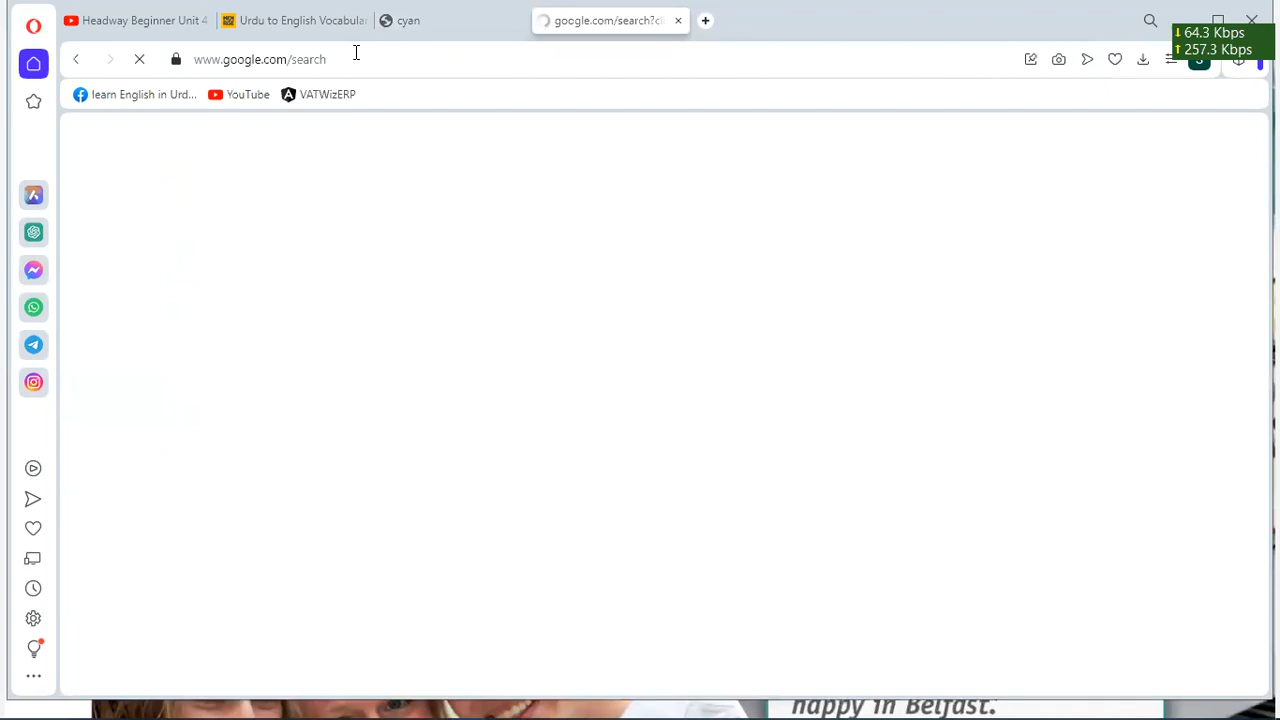 Headway Beginner Unit 4
Urdu to English Vocabular
cyan
google.com/search?cli
64.3 Kbps
257.3 Kbps
www.google.com/search
learn English in Urd...
YouTube
VATWizERP
happy in Belfast.